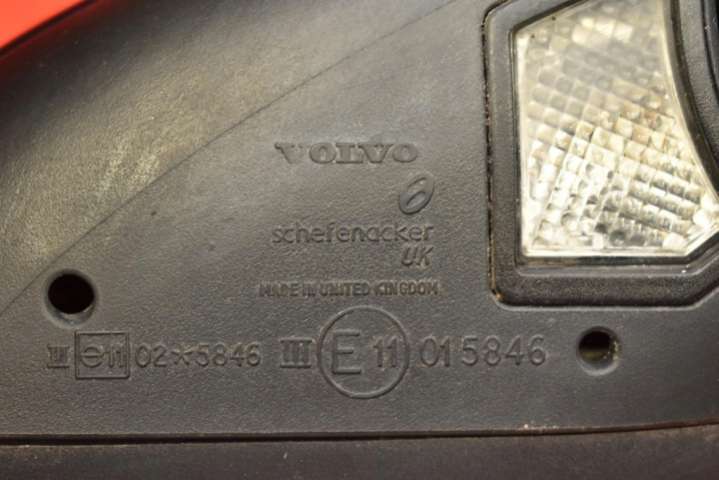 VOLVO
schefenacker
UK
MADE IN UNITED KINGDOM
III e11 02*5846 III E 11 015846